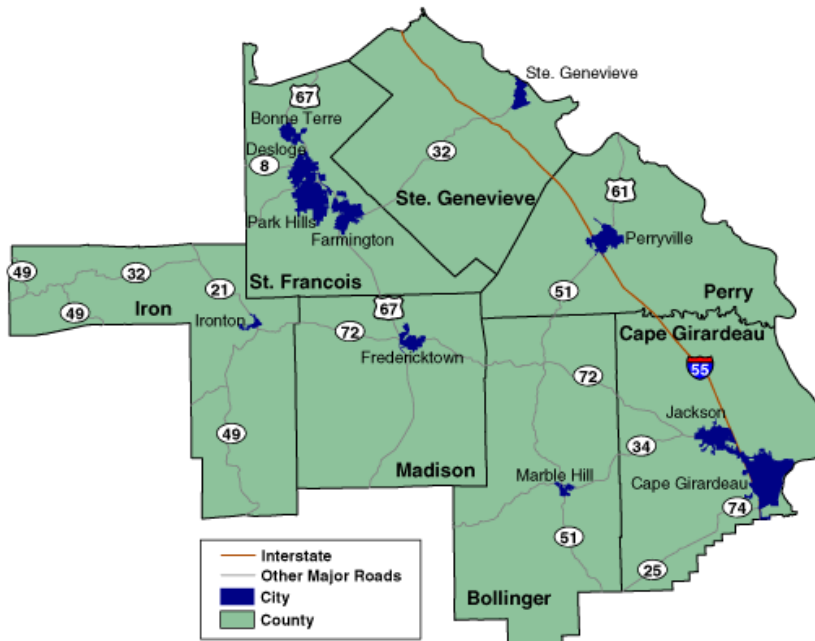 Ste. Genevieve
67
Bonne Terre
Desloge
8
32
61
Ste. Genevieve
Park Hills
Farmington
Perryville
49
32
21
St. Francois
51
Perry
49
Iron
Ironton
72
67
Fredericktown
Cape Girardeau
55
72
Jackson
49
34
Madison
Marble Hill
Cape Girardeau
74
51
25
Bollinger
Interstate
Other Major Roads
City
County